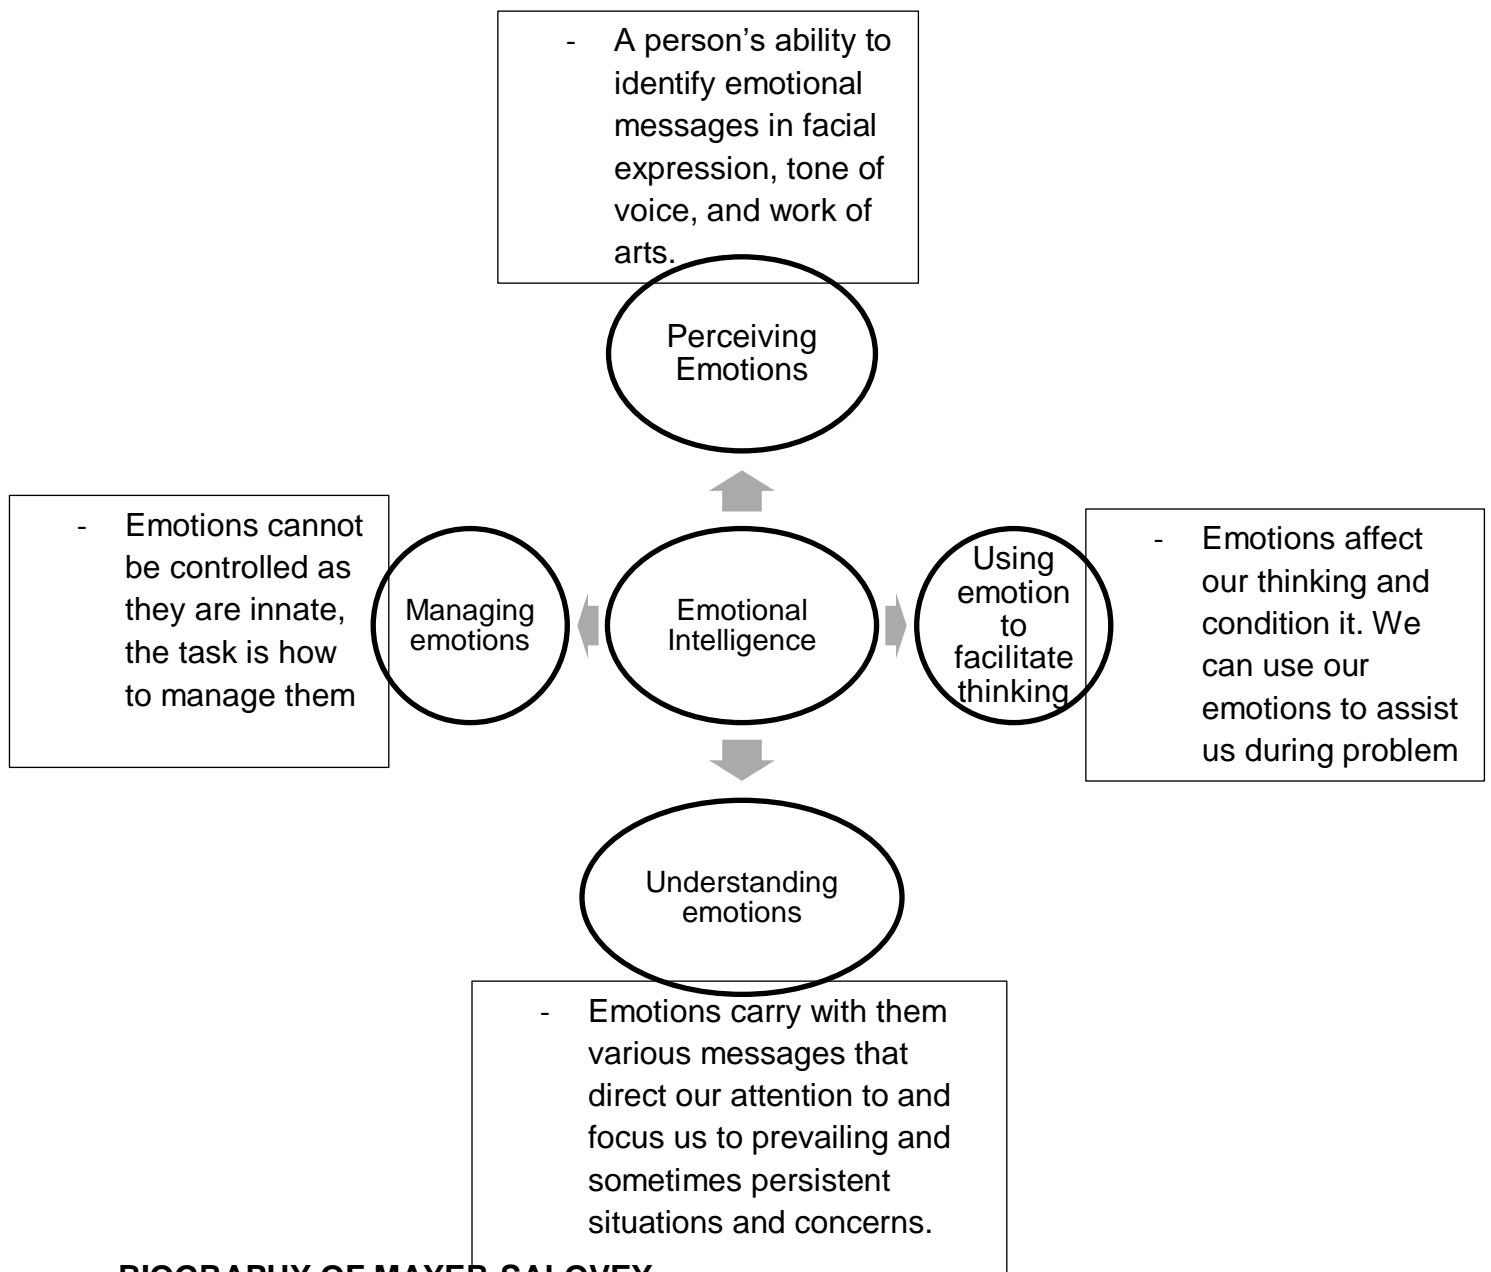 - A person’s ability to
identify emotional
messages in facial
expression, tone of
voice, and work of
arts.
Perceiving
Emotions
- Emotions cannot
be controlled as
they are innate,
the task is how
to manage them
Managing
emotions
Emotional
Intelligence
Using
emotion
to
facilitate
thinking
- Emotions affect
our thinking and
condition it. We
can use our
emotions to assist
us during problem
Understanding
emotions
- Emotions carry with them
various messages that
direct our attention to and
focus us to prevailing and
sometimes persistent
situations and concerns.
BIOGRAPHY OF MAYER-SALOVEY